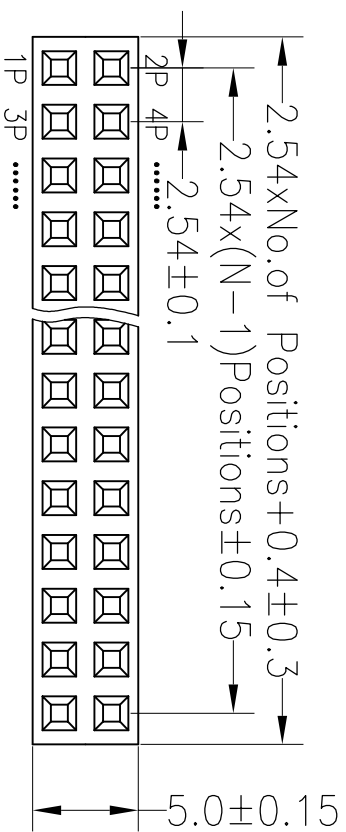 2.54xNo.of Positions+0.4±0.3
2.54x(N-1)Positions±0.15
2.54±0.1
2P 4P ......
1P 3P ......
5.0±0.15